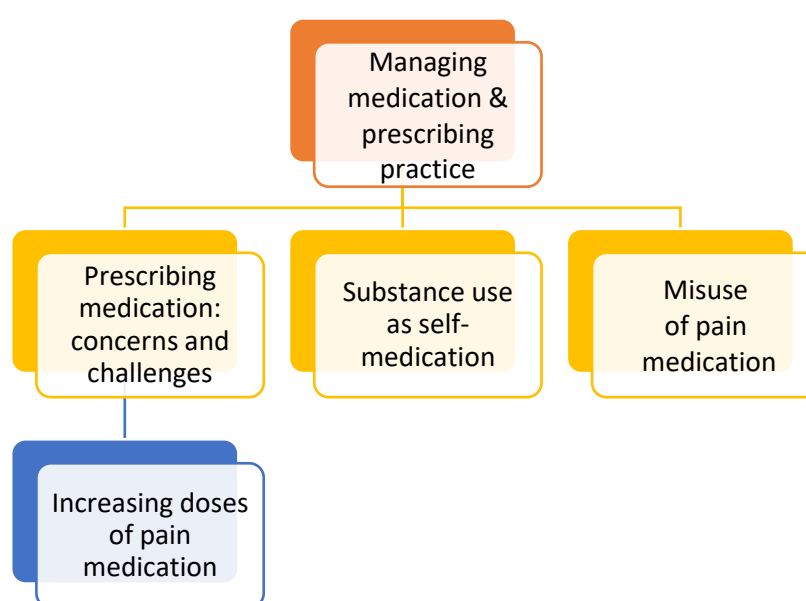 Managing
medication &
prescribing
practice
Prescribing
medication:
concerns and
challenges
Substance use
as self-
medication
Misuse
of pain
medication
Increasing doses
of pain
medication